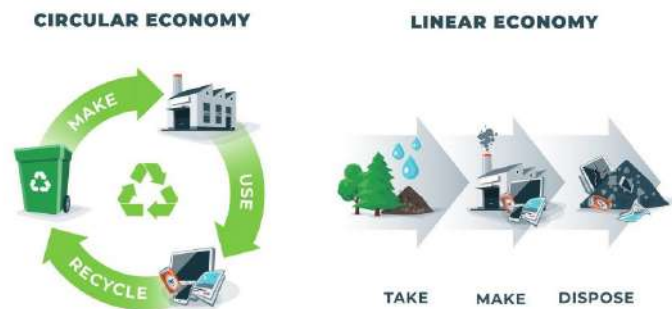 CIRCULAR ECONOMY
MAKE
USE
RECYCLE
LINEAR ECONOMY
TAKE
MAKE
DISPOSE